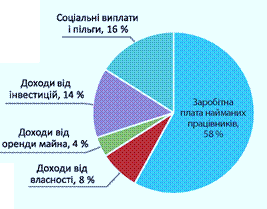 Соціальні виплати
і пільги, 16 %
Доходи від
інвестицій, 14 %
Доходи від
оренди майна, 4 %
Доходи від
власності, 8 %
Заробітна
плата найманих
працівників,
58 %